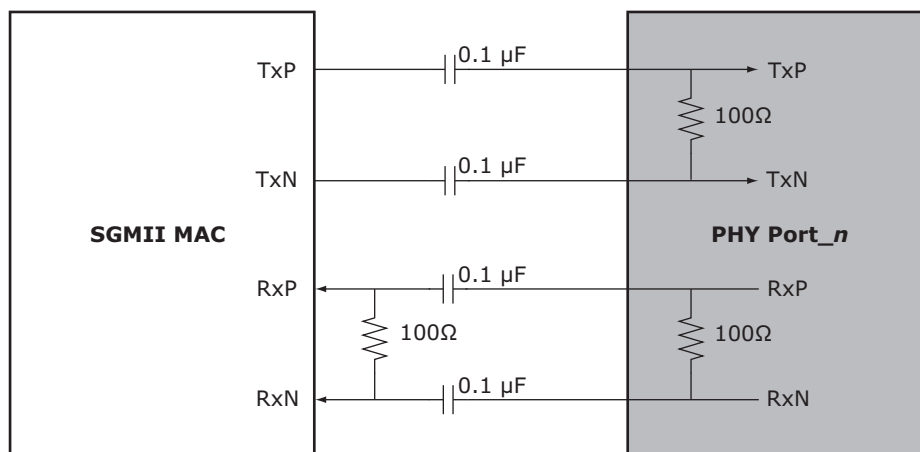 0.1 µF
TxP
TxP
100Ω
0.1 µF
TxN
TxN
SGMII MAC
PHY Port_n
0.1 µF
RxP
RxP
100Ω
100Ω
0.1 µF
RxN
RxN